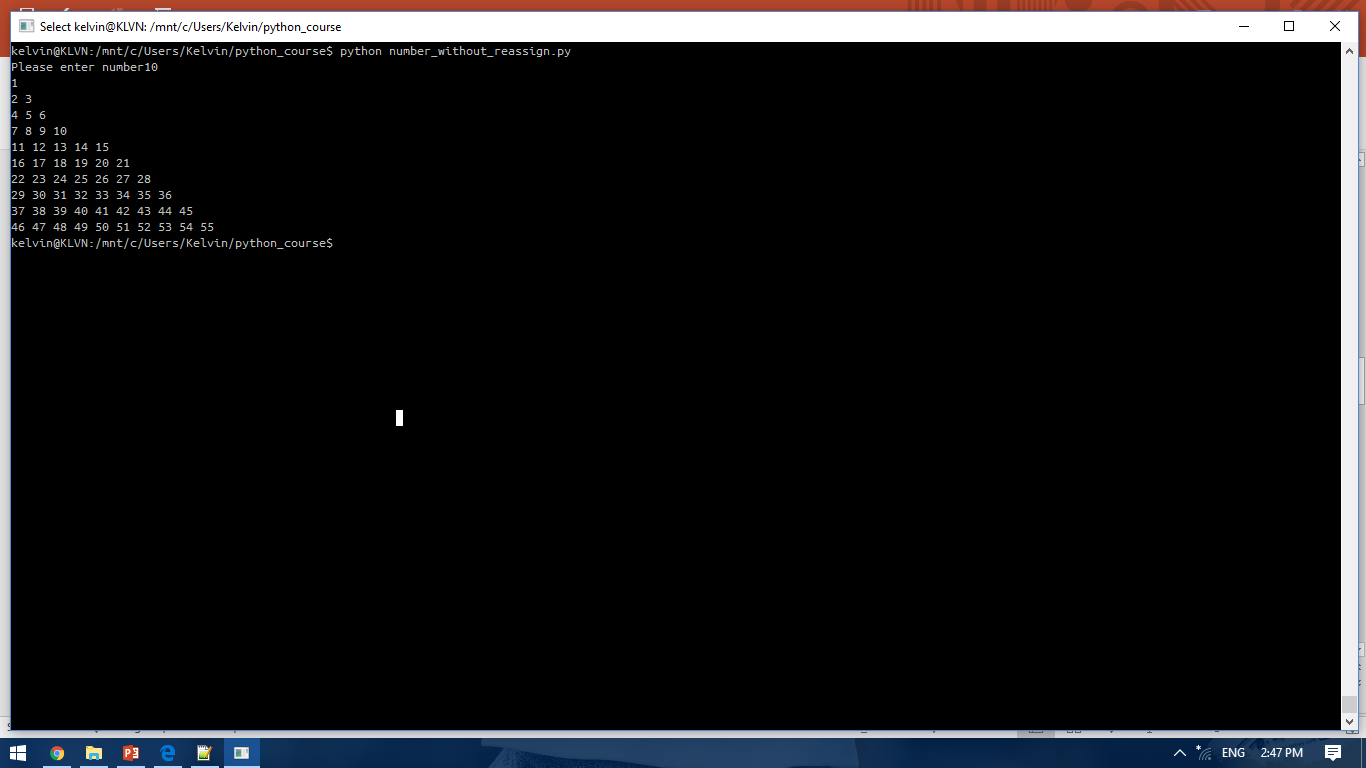 Select kelvin@KLVN: /mnt/c/Users/Kelvin/python_course
kelvin@KLVN:/mnt/c/Users/Kelvin/python_course$ python number_without_reassign.py
Please enter number10
1
2 3
4 5 6
7 8 9 10
11 12 13 14 15
16 17 18 19 20 21
22 23 24 25 26 27 28
29 30 31 32 33 34 35 36
37 38 39 40 41 42 43 44 45
46 47 48 49 50 51 52 53 54 55
kelvin@KLVN:/mnt/c/Users/Kelvin/python_course$
ENG 2:47 PM